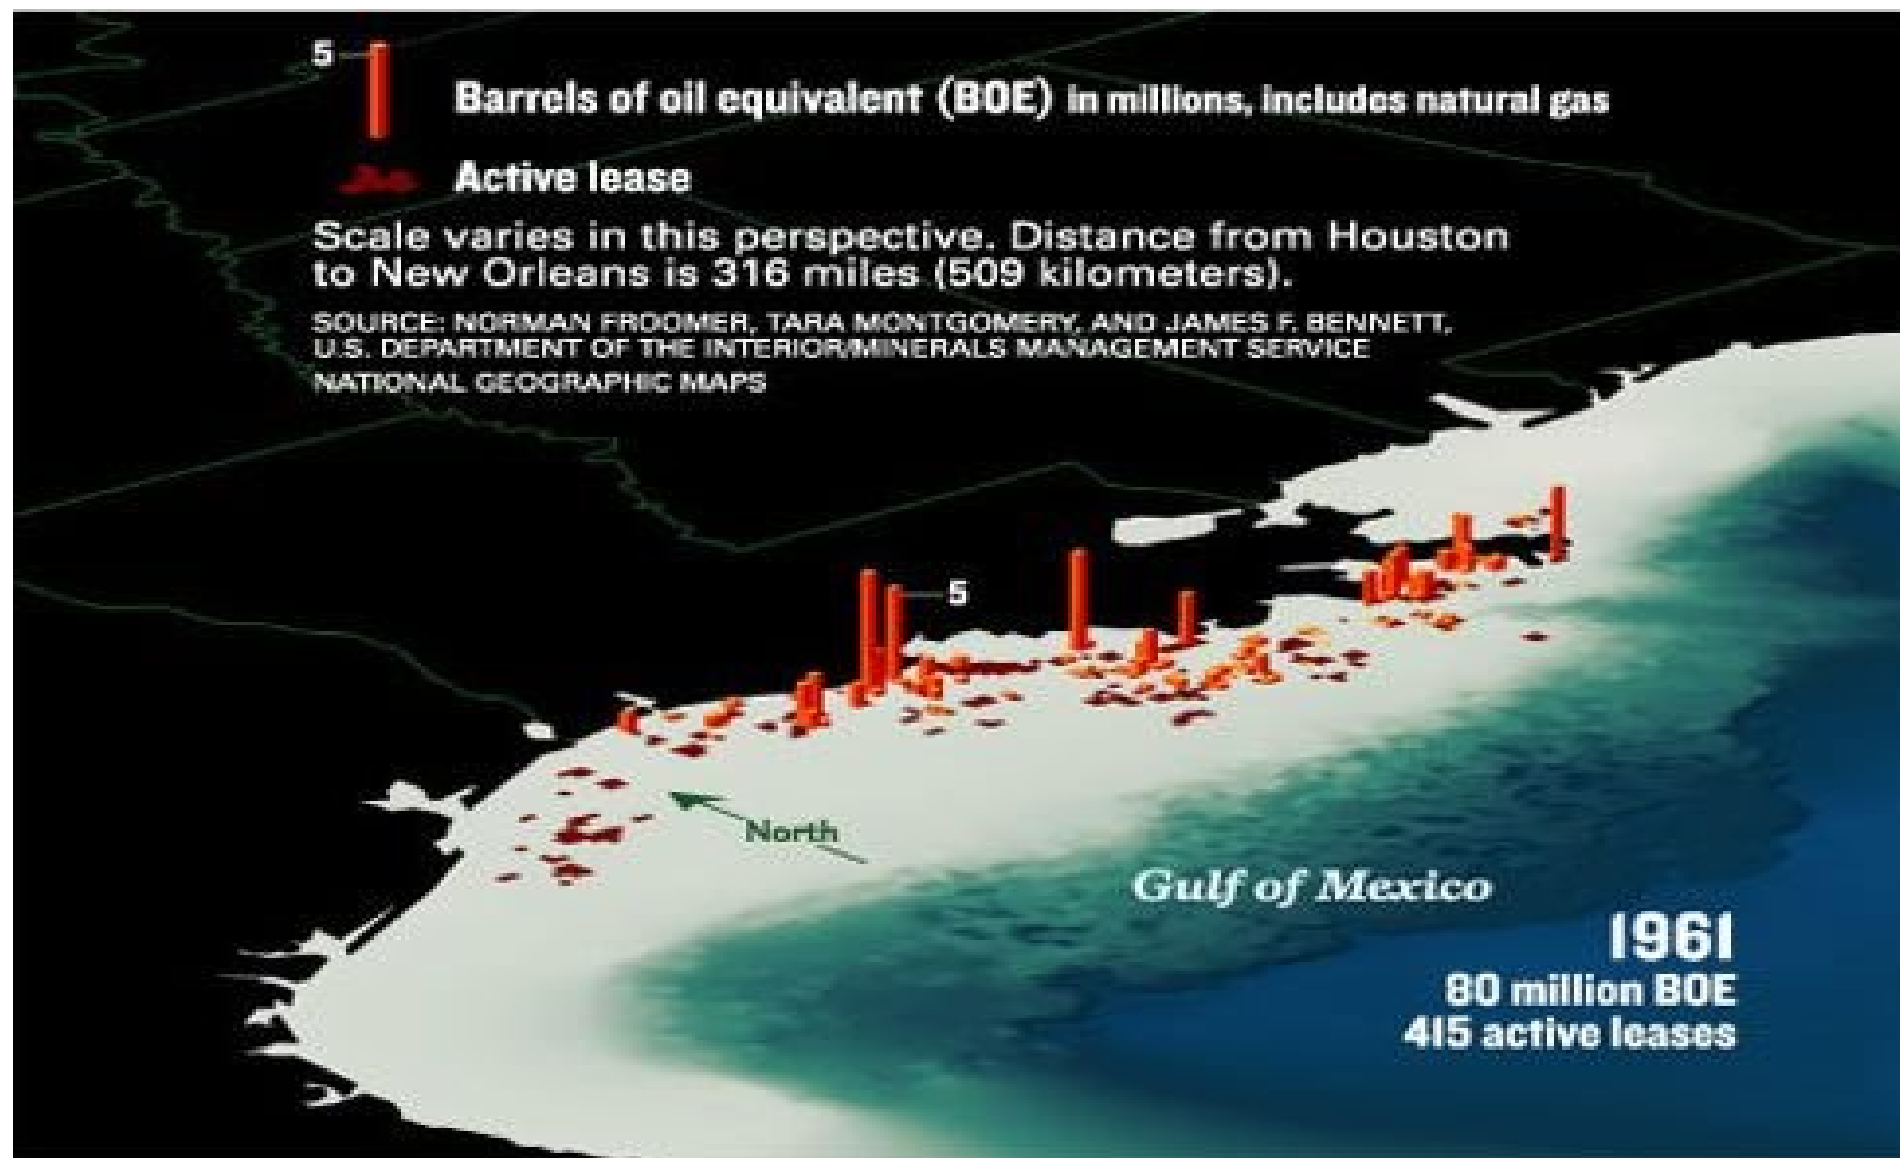 5
Barrels of oil equivalent (BOE) in millions, includes natural gas
Active lease
Scale varies in this perspective. Distance from Houston
to New Orleans is 316 miles (509 kilometers).
SOURCE: NORMAN FROOMER, TARA MONTGOMERY, AND JAMES F. BENNETT,
U.S. DEPARTMENT OF THE INTERIOR/MINERALS MANAGEMENT SERVICE
NATIONAL GEOGRAPHIC MAPS
5
North
Gulf of Mexico
1961
80 million BOE
415 active leases